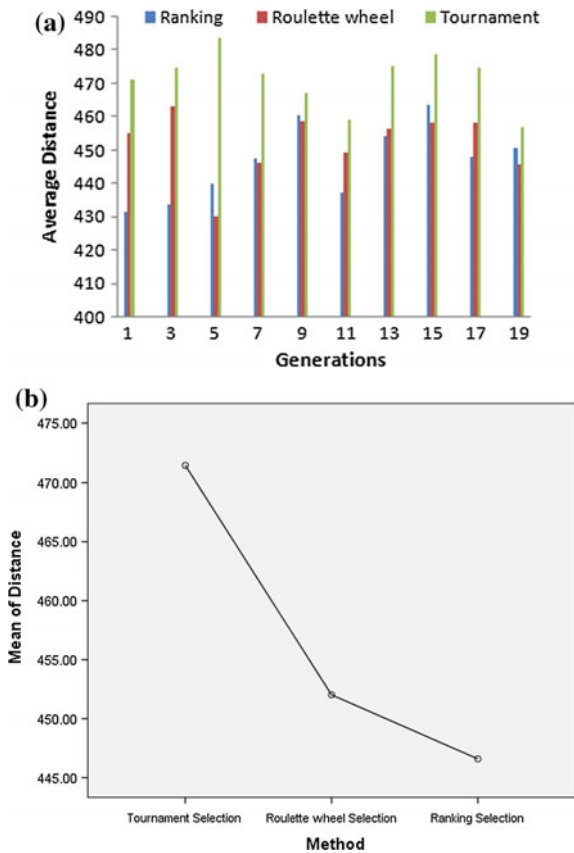 (a)
Ranking Roulette wheel Tournament
490
480
470
460
450
440
430
420
410
400
Average Distance
1 3 5 7 9 11 13 15 17 19
Generations
(b)
475.00
470.00
465.00
460.00
455.00
450.00
445.00
Mean of Distance
Tournament Selection Roulette wheel Selection Ranking Selection
Method